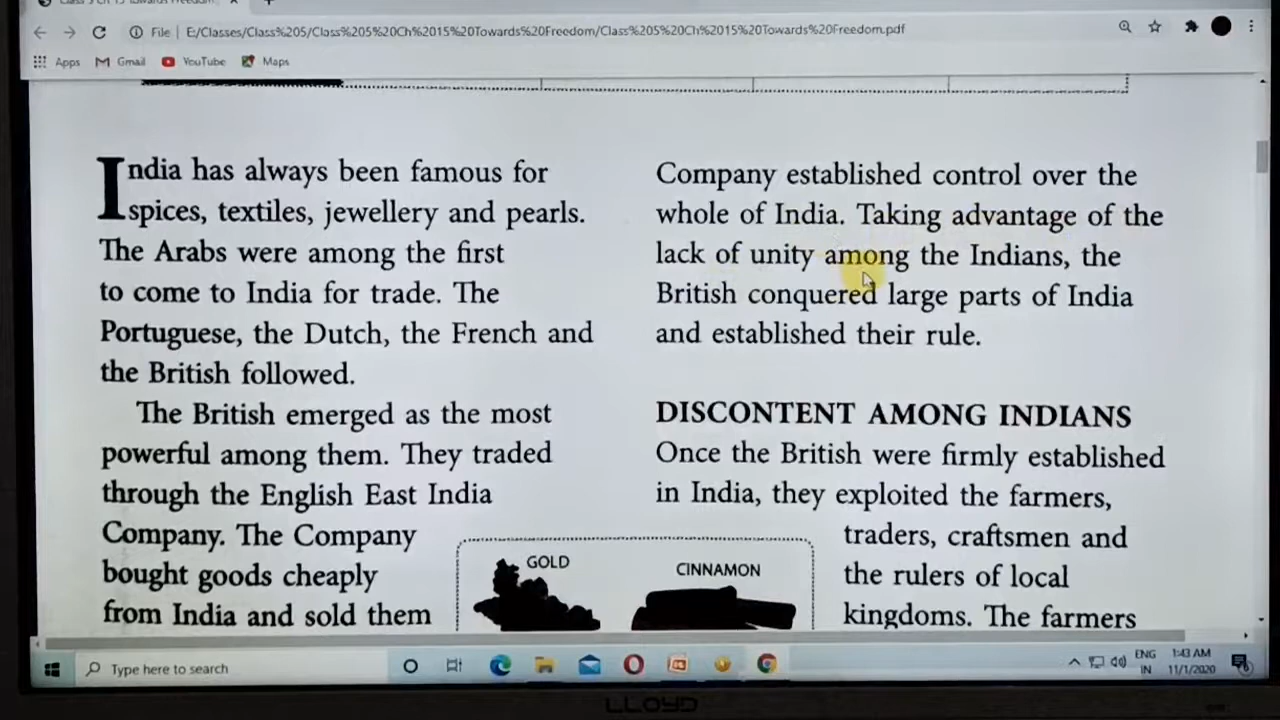 File | E:/Classes/Class%205/Class%205%20Ch%2015%20Towards%20Freedom/Class%205%20Ch%2015%20Towards%20Freedom.pdf
Apps Gmail YouTube Maps
India has always been famous for
spices, textiles, jewellery and pearls.
The Arabs were among the first
to come to India for trade. The
Portuguese, the Dutch, the French and
the British followed.
The British emerged as the most
powerful among them. They traded
through the English East India
Company. The Company
bought goods cheaply
from India and sold them
GOLD
CINNAMON
Company established control over the
whole of India. Taking advantage of the
lack of unity among the Indians, the
British conquered large parts of India
and established their rule.
DISCONTENT AMONG INDIANS
Once the British were firmly established
in India, they exploited the farmers,
traders, craftsmen and
the rulers of local
kingdoms. The farmers
Type here to search
ENG
IN
1:43 AM
11/1/2020
LLOYD